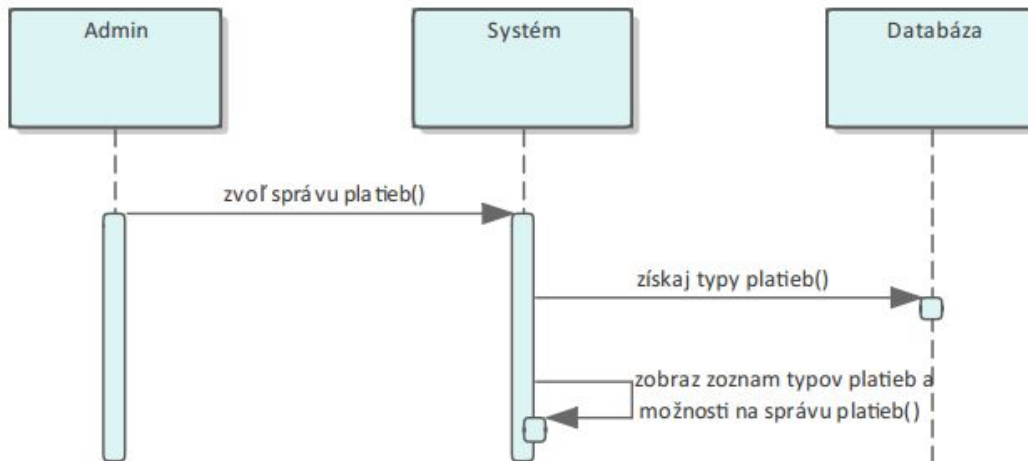 Admin
Systém
Databáza
zvoľ správu platieb()
získaj typy platieb()
zobraz zoznam typov platieb a
možnosti na správu platieb()